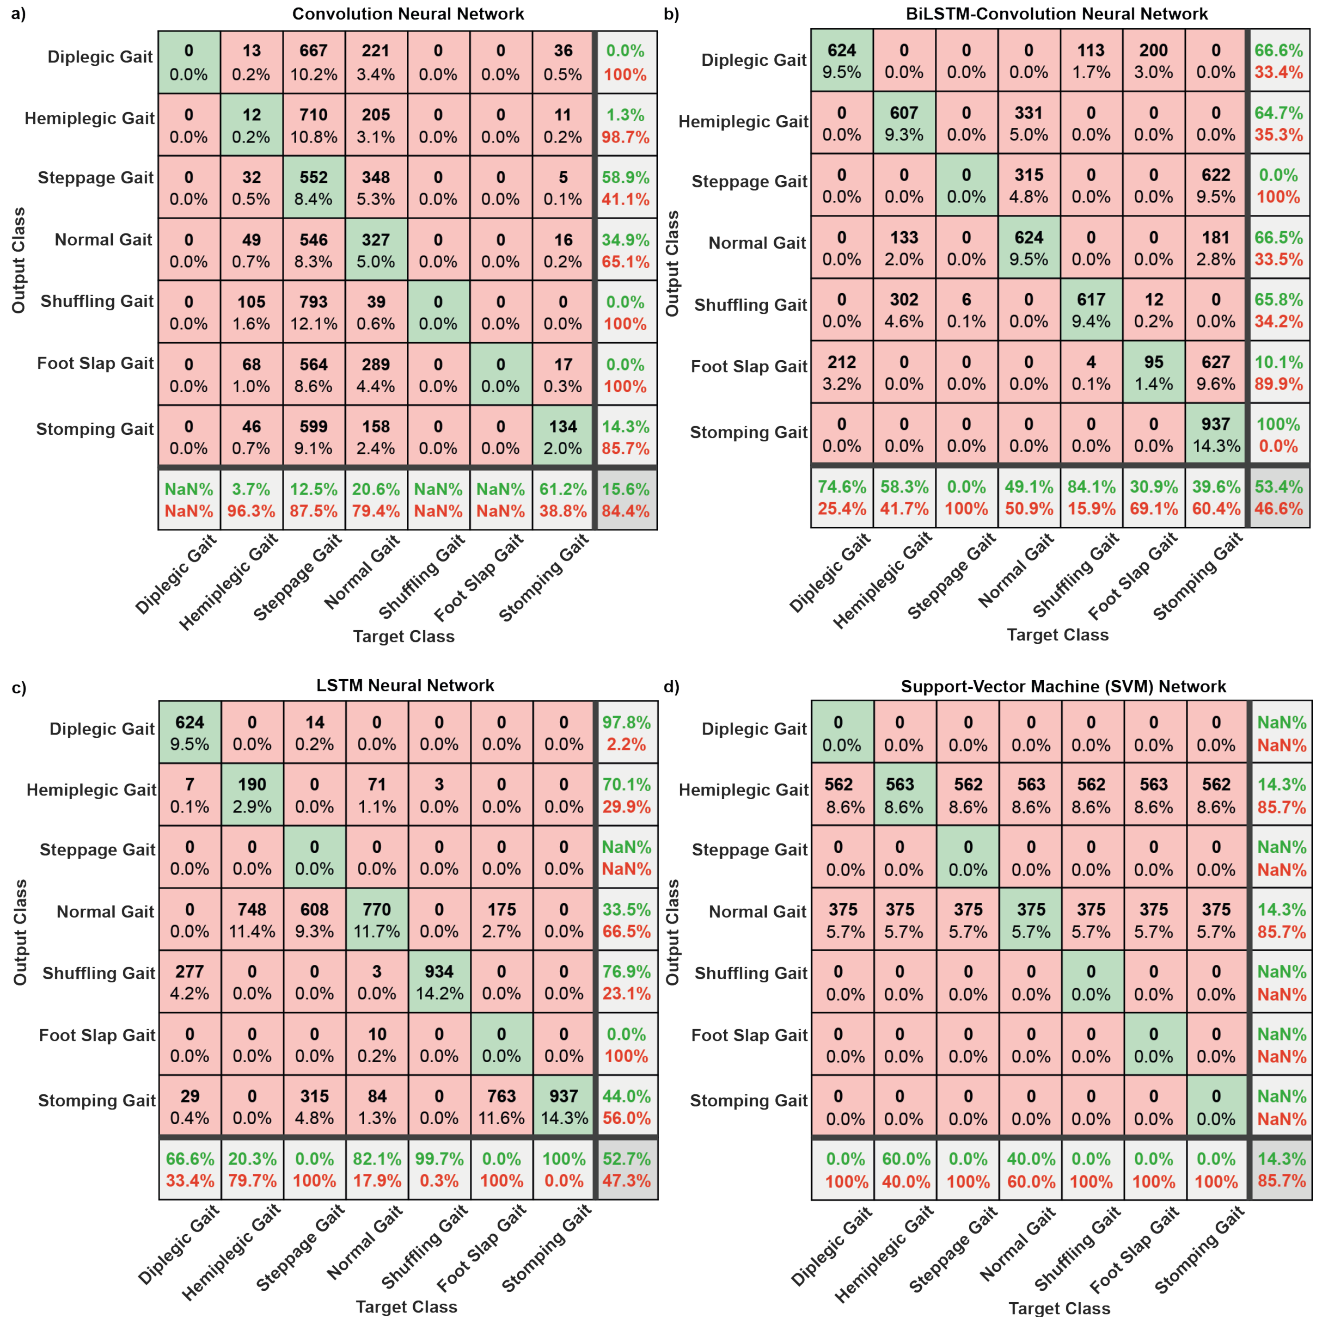 a)
Convolution Neural Network
Output Class
Diplegic Gait 0 13 667 221 0 0 36 0.0%
0.0% 0.2% 10.2% 3.4% 0.0% 0.0% 0.5% 100%
Hemiplegic Gait 0 12 710 205 0 0 11 1.3%
0.0% 0.2% 10.8% 3.1% 0.0% 0.0% 0.2% 98.7%
Steppage Gait 0 32 552 348 0 0 5 58.9%
0.0% 0.5% 8.4% 5.3% 0.0% 0.0% 0.1% 41.1%
Normal Gait 0 49 546 327 0 0 16 34.9%
0.0% 0.7% 8.3% 5.0% 0.0% 0.0% 0.2% 65.1%
Shuffling Gait 0 105 793 39 0 0 0 0.0%
0.0% 1.6% 12.1% 0.6% 0.0% 0.0% 0.0% 100%
Foot Slap Gait 0 68 564 289 0 0 17 0.0%
0.0% 1.0% 8.6% 4.4% 0.0% 0.0% 0.3% 100%
Stomping Gait 0 46 599 158 0 0 134 14.3%
0.0% 0.7% 9.1% 2.4% 0.0% 0.0% 2.0% 85.7%
NaN% 3.7% 12.5% 20.6% NaN% NaN% 61.2% 15.6%
NaN% 96.3% 87.5% 79.4% NaN% NaN% 38.8% 84.4%
Diplegic Gait
Hemiplegic Gait
Steppage Gait
Normal Gait
Shuffling Gait
Foot Slap Gait
Stomping Gait
Target Class
b)
BiLSTM-Convolution Neural Network
Output Class
Diplegic Gait 624 0 0 0 113 200 0 66.6%
9.5% 0.0% 0.0% 0.0% 1.7% 3.0% 0.0% 33.4%
Hemiplegic Gait 0 607 0 331 0 0 0 64.7%
0.0% 9.3% 0.0% 5.0% 0.0% 0.0% 0.0% 35.3%
Steppage Gait 0 0 0 315 0 0 622 0.0%
0.0% 0.0% 0.0% 4.8% 0.0% 0.0% 9.5% 100%
Normal Gait 0 133 0 624 0 0 181 66.5%
0.0% 2.0% 0.0% 9.5% 0.0% 0.0% 2.8% 33.5%
Shuffling Gait 0 302 6 0 617 12 0 65.8%
0.0% 4.6% 0.1% 0.0% 9.4% 0.2% 0.0% 34.2%
Foot Slap Gait 212 0 0 0 4 95 627 10.1%
3.2% 0.0% 0.0% 0.0% 0.1% 1.4% 9.6% 89.9%
Stomping Gait 0 0 0 0 0 0 937 100%
0.0% 0.0% 0.0% 0.0% 0.0% 0.0% 14.3% 0.0%
74.6% 58.3% 0.0% 49.1% 84.1% 30.9% 39.6% 53.4%
25.4% 41.7% 100% 50.9% 15.9% 69.1% 60.4% 46.6%
Diplegic Gait
Hemiplegic Gait
Steppage Gait
Normal Gait
Shuffling Gait
Foot Slap Gait
Stomping Gait
Target Class
c)
LSTM Neural Network
Output Class
Diplegic Gait 624 0 14 0 0 0 0 97.8%
9.5% 0.0% 0.2% 0.0% 0.0% 0.0% 0.0% 2.2%
Hemiplegic Gait 7 190 0 71 3 0 0 70.1%
0.1% 2.9% 0.0% 1.1% 0.0% 0.0% 0.0% 29.9%
Steppage Gait 0 0 0 0 0 0 0 NaN%
0.0% 0.0% 0.0% 0.0% 0.0% 0.0% 0.0% NaN%
Normal Gait 0 748 608 770 0 175 0 33.5%
0.0% 11.4% 9.3% 11.7% 0.0% 2.7% 0.0% 66.5%
Shuffling Gait 277 0 0 3 934 0 0 76.9%
4.2% 0.0% 0.0% 0.0% 14.2% 0.0% 0.0% 23.1%
Foot Slap Gait 0 0 0 10 0 0 0 0.0%
0.0% 0.0% 0.0% 0.2% 0.0% 0.0% 0.0% 100%
Stomping Gait 29 0 315 84 0 763 937 44.0%
0.4% 0.0% 4.8% 1.3% 0.0% 11.6% 14.3% 56.0%
66.6% 20.3% 0.0% 82.1% 99.7% 0.0% 100% 52.7%
33.4% 79.7% 100% 17.9% 0.3% 100% 0.0% 47.3%
Diplegic Gait
Hemiplegic Gait
Steppage Gait
Normal Gait
Shuffling Gait
Foot Slap Gait
Stomping Gait
Target Class
d)
Support-Vector Machine (SVM) Network
Output Class
Diplegic Gait 0 0 0 0 0 0 0 NaN%
0.0% 0.0% 0.0% 0.0% 0.0% 0.0% 0.0% NaN%
Hemiplegic Gait 562 563 562 563 562 563 562 14.3%
8.6% 8.6% 8.6% 8.6% 8.6% 8.6% 8.6% 85.7%
Steppage Gait 0 0 0 0 0 0 0 NaN%
0.0% 0.0% 0.0% 0.0% 0.0% 0.0% 0.0% NaN%
Normal Gait 375 375 375 375 375 375 375 14.3%
5.7% 5.7% 5.7% 5.7% 5.7% 5.7% 5.7% 85.7%
Shuffling Gait 0 0 0 0 0 0 0 NaN%
0.0% 0.0% 0.0% 0.0% 0.0% 0.0% 0.0% NaN%
Foot Slap Gait 0 0 0 0 0 0 0 NaN%
0.0% 0.0% 0.0% 0.0% 0.0% 0.0% 0.0% NaN%
Stomping Gait 0 0 0 0 0 0 0 NaN%
0.0% 0.0% 0.0% 0.0% 0.0% 0.0% 0.0% NaN%
0.0% 60.0% 0.0% 40.0% 0.0% 0.0% 0.0% 14.3%
100% 40.0% 100% 60.0% 100% 100% 100% 85.7%
Diplegic Gait
Hemiplegic Gait
Steppage Gait
Normal Gait
Shuffling Gait
Foot Slap Gait
Stomping Gait
Target Class